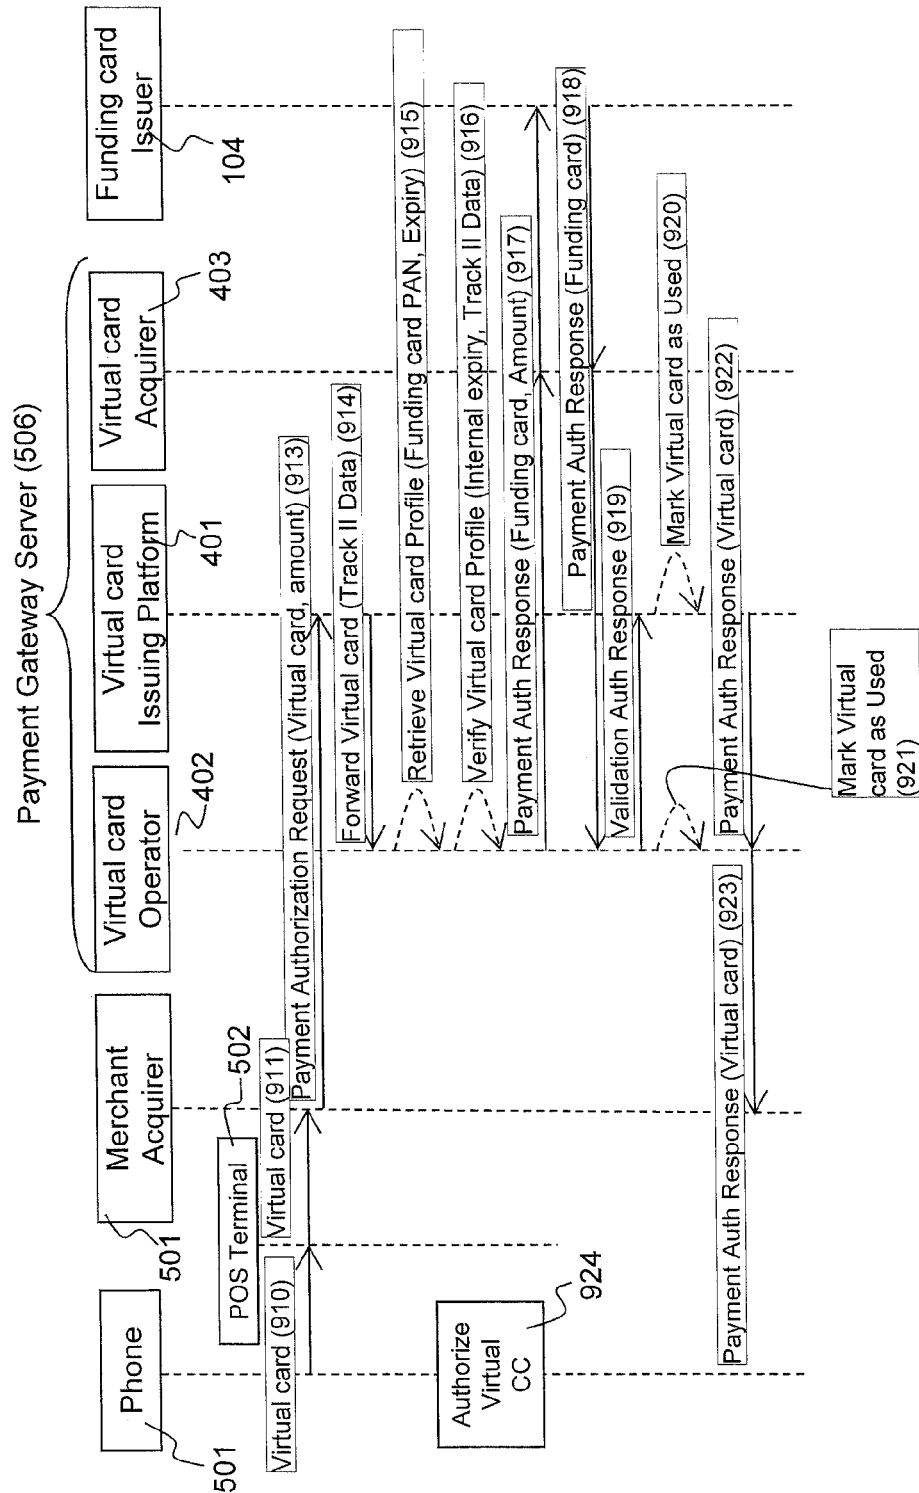 Payment Gateway Server (506)
Phone
501
Merchant
Acquirer
501
Virtual card
Operator
402
Virtual card
Issuing Platform
401
Virtual card
Acquirer
403
Funding card
Issuer
104
POS Terminal
502
Virtual card (910)
Virtual card (911)
Payment Authorization Request (Virtual card, amount) (913)
Forward Virtual card (Track II Data) (914)
Retrieve Virtual card Profile (Funding card PAN, Expiry) (915)
Verify Virtual card Profile (Internal expiry, Track II Data) (916)
Payment Auth Response (Funding card, Amount) (917)
Payment Auth Response (Funding card) (918)
Validation Auth Response (919)
Mark Virtual card as Used (920)
Mark Virtual
card as Used
(921)
Payment Auth Response (Virtual card) (922)
Payment Auth Response (Virtual card) (923)
Authorize
Virtual
CC
924